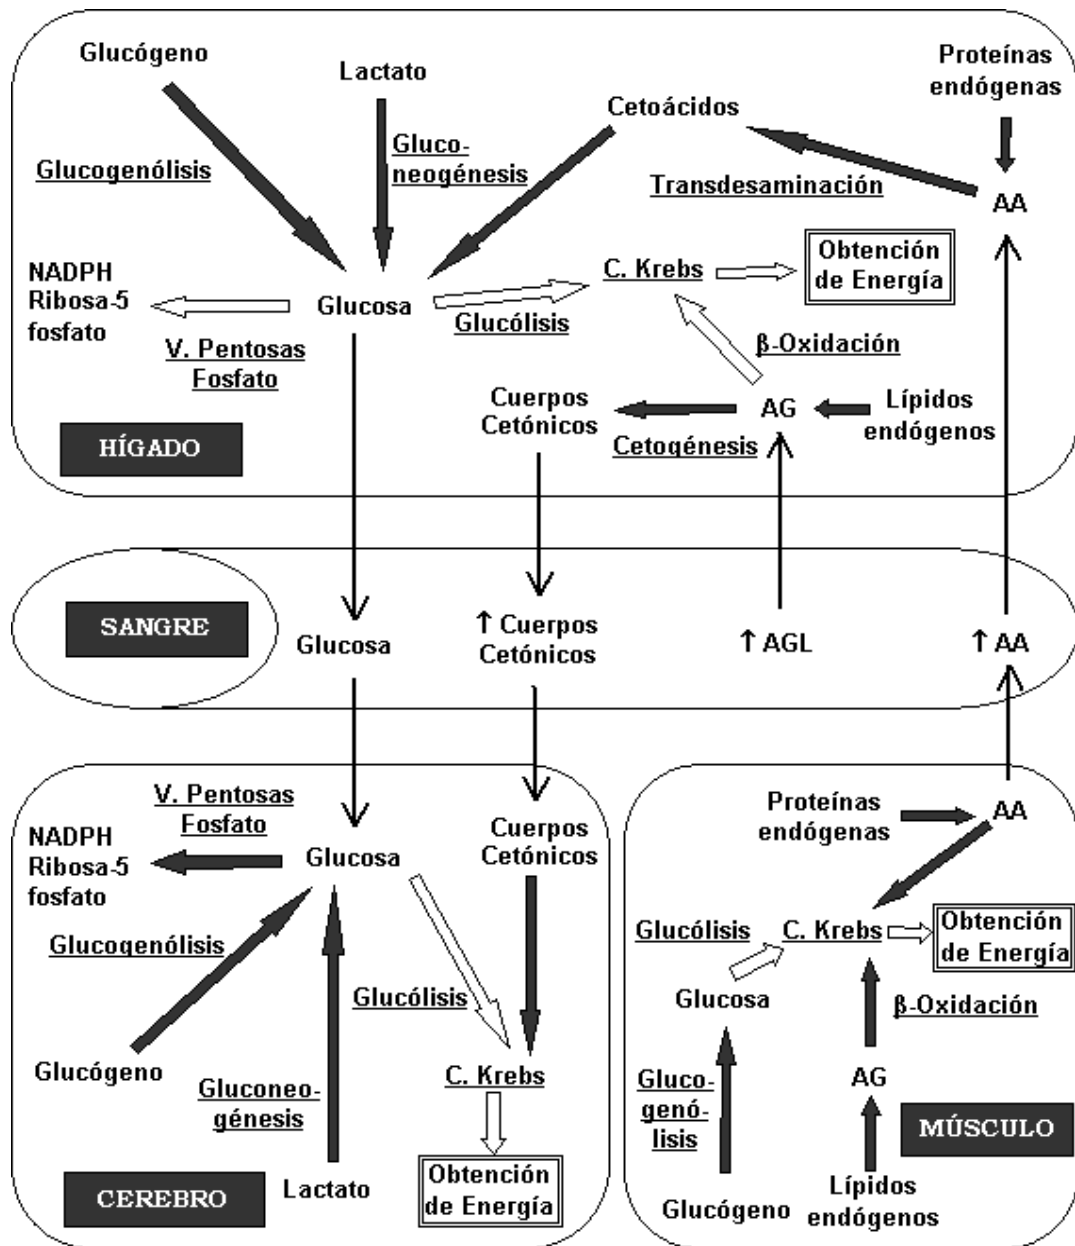 Glucógeno
Lactato
Proteínas
endógenas
Cetoácidos
Glucogenólisis
Gluco-
neogénesis
Transdesaminación
AA
NADPH
Ribosa-5
fosfato
Glucosa
C. Krebs
Obtención
de Energía
Glucólisis
V. Pentosas
Fosfato
β-Oxidación
Cuerpos
Cetónicos
AG
Lípidos
endógenos
Cetogénesis
HÍGADO
SANGRE
Glucosa
↑ Cuerpos
Cetónicos
↑ AGL
↑ AA
V. Pentosas
Fosfato
NADPH
Ribosa-5
fosfato
Glucosa
Cuerpos
Cetónicos
Glucogenólisis
Glucólisis
Glucógeno
Gluconeo-
génesis
C. Krebs
Lactato
Obtención
de Energía
CEREBRO
Proteínas
endógenas
AA
Glucólisis
C. Krebs
Obtención
de Energía
Glucosa
β-Oxidación
Gluco-
genó-
lisis
AG
MÚSCULO
Glucógeno
Lípidos
endógenos